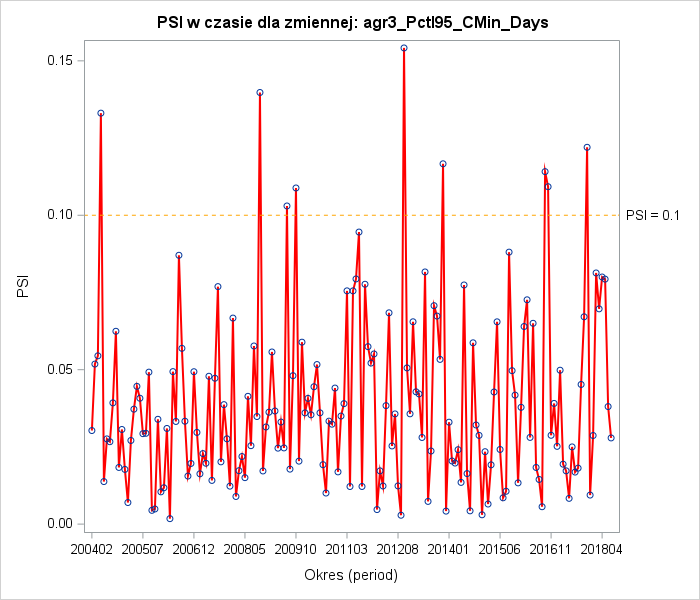 PSI w czasie dla zmiennej: agr3_Pctl95_CMin_Days
0.15
0.10
PSI = 0.1
PSI
0.05
0.00
200402 200507 200612 200805 200910 201103 201208 201401 201506 201611 201804
Okres (period)